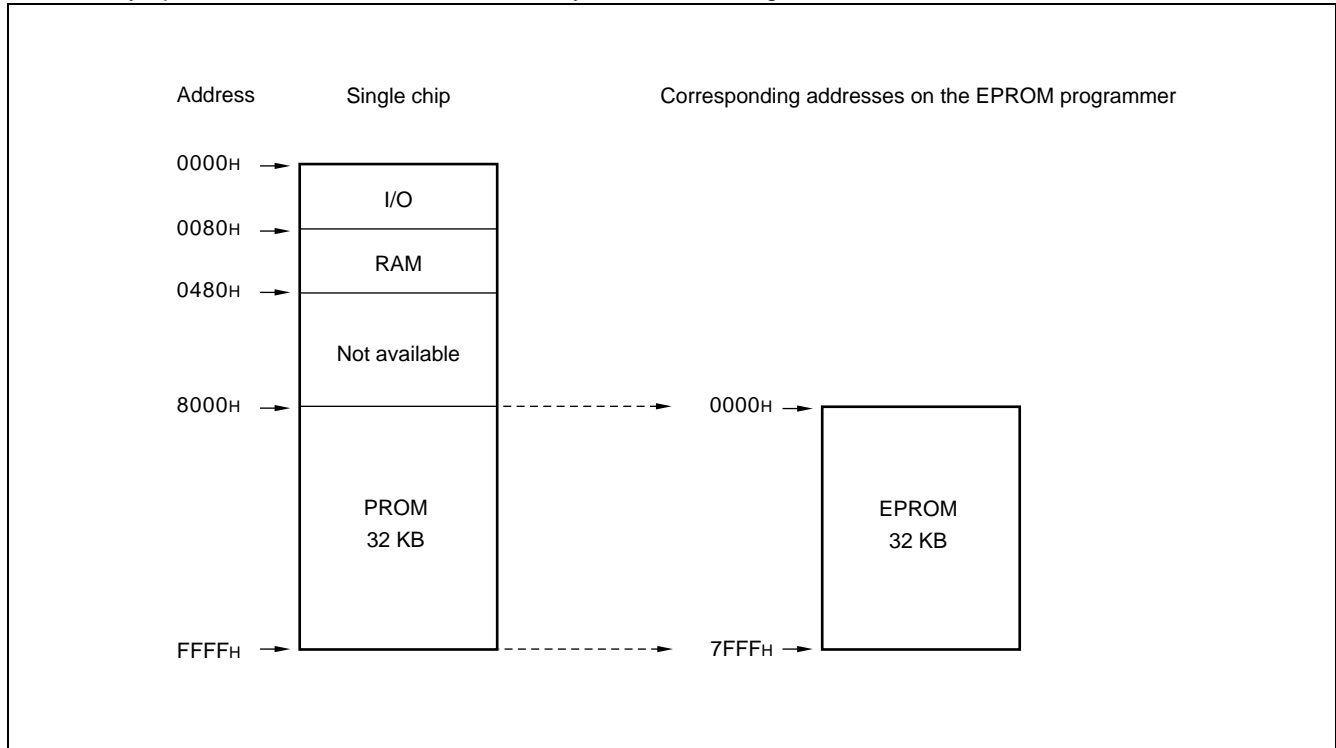 Address Single chip Corresponding addresses on the EPROM programmer
0000H
I/O
0080H
RAM
0480H
Not available
8000H 0000H
PROM EPROM
32 KB 32 KB
FFFFH 7FFFH